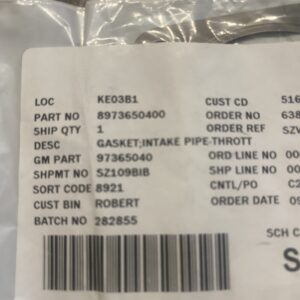 LOC KE03B1 CUST CD 516
PART NO 8973650400 ORDER NO 638
SHIP QTY 1 ORDER REF SZV
DESC GASKET;INTAKE PIPE-THROTT
GM PART 97365040 ORD LINE NO 00
SHPMT NO SZ109BIB SHP LINE NO 00
SORT CODE 8921 CNTL/PO C2
CUST BIN ROBERT ORDER DATE 09
BATCH NO 282855
SCH C
S